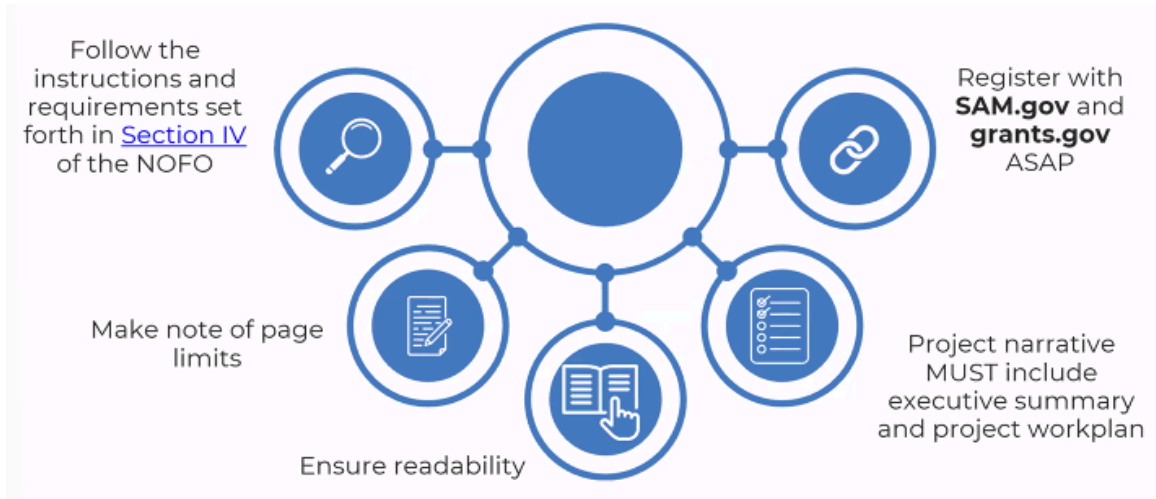 Follow the
instructions and
requirements set
forth in Section IV
of the NOFO
Register with
SAM.gov and
grants.gov
ASAP
Make note of page
limits
Project narrative
MUST include
executive summary
and project workplan
Ensure readability